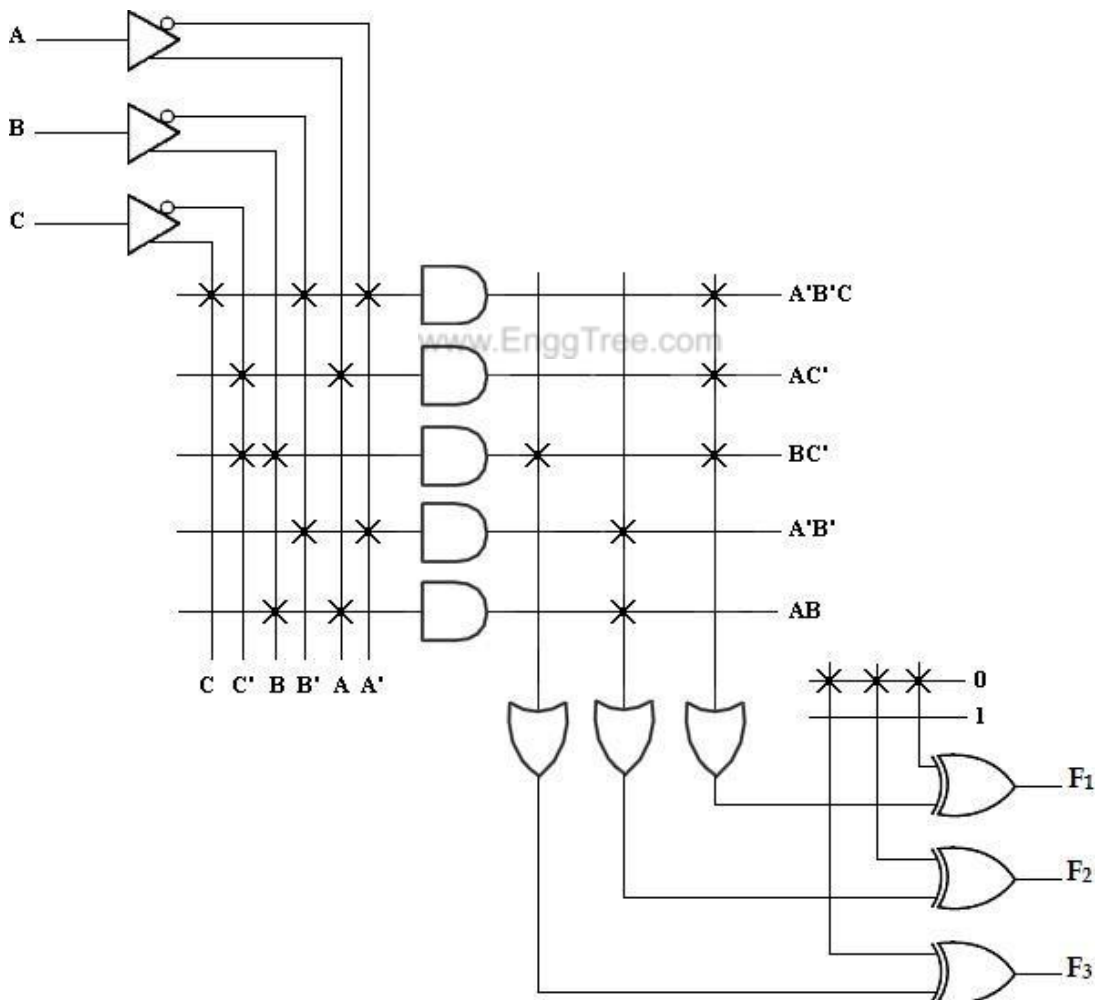 A
B
C
A'B'C
www.EnggTree.com
AC'
BC'
A'B'
AB
C C' B B' A A'
0
1
F1
F2
F3